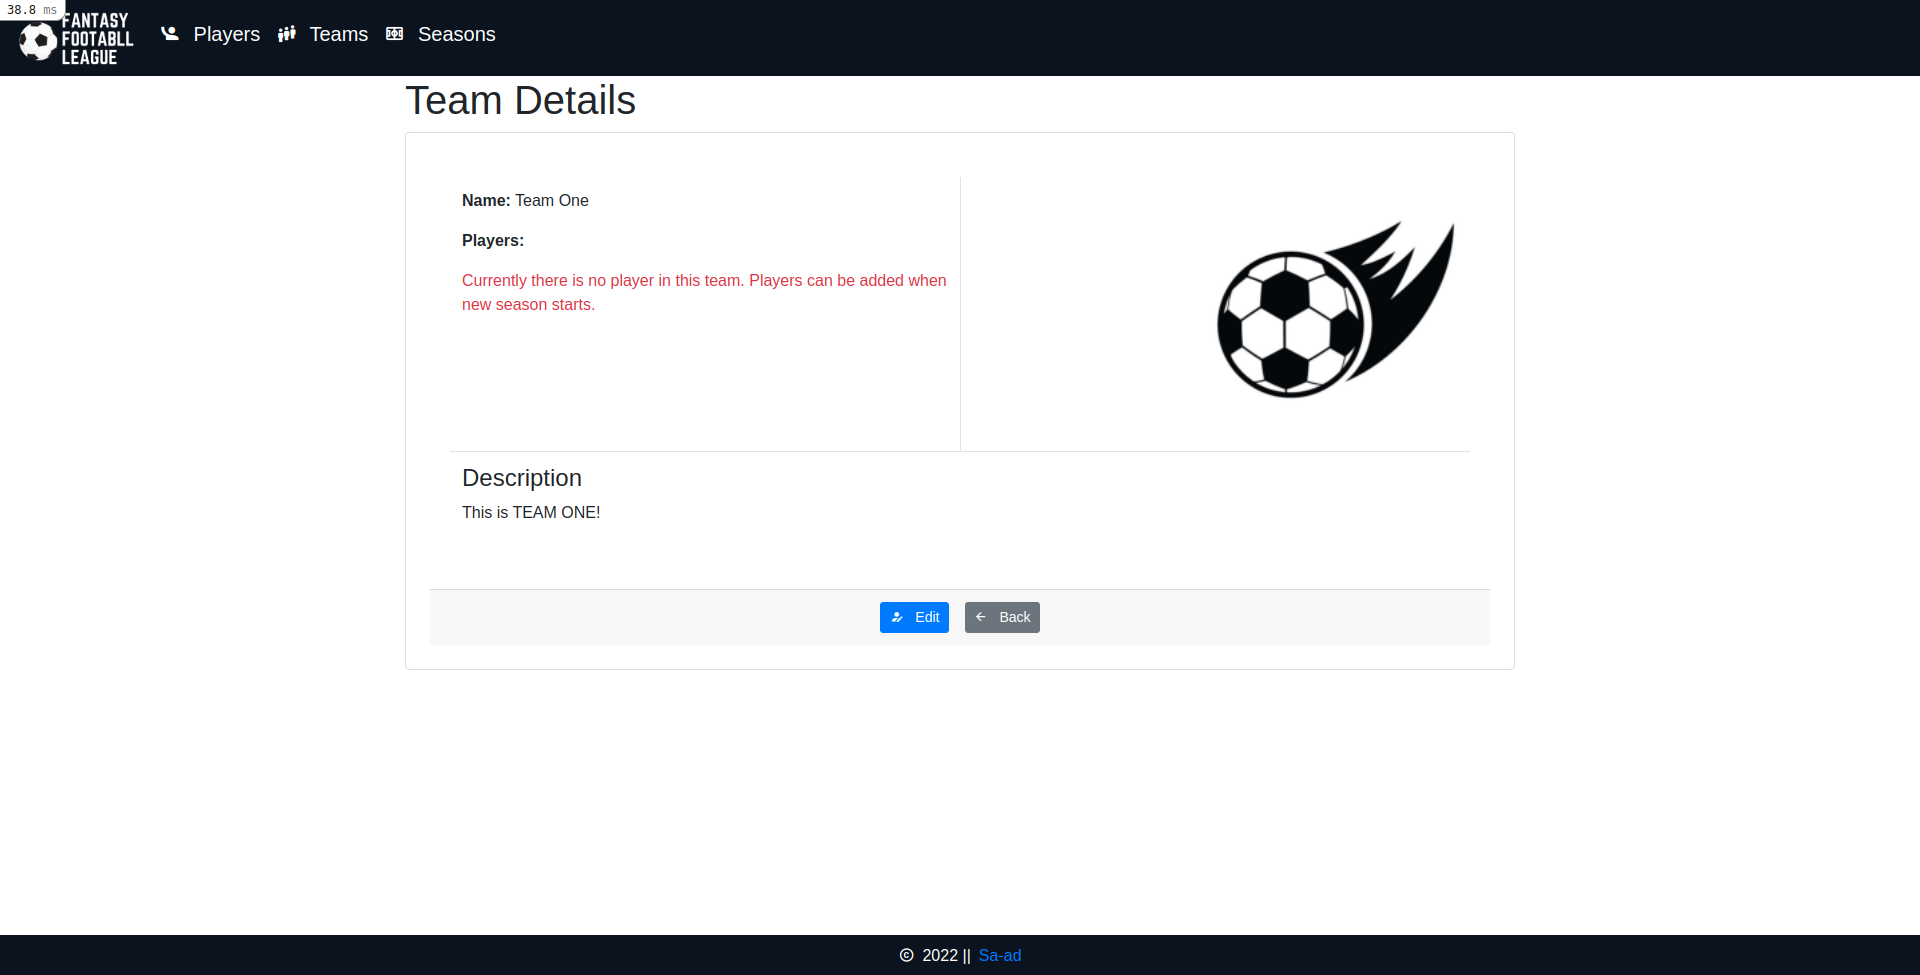 38.8 ms
FANTASY
FOOTABLL
LEAGUE
Players Teams Seasons
Team Details
Name: Team One
Players:
Currently there is no player in this team. Players can be added when
new season starts.
Description
This is TEAM ONE!
Edit Back
© 2022 || Sa-ad